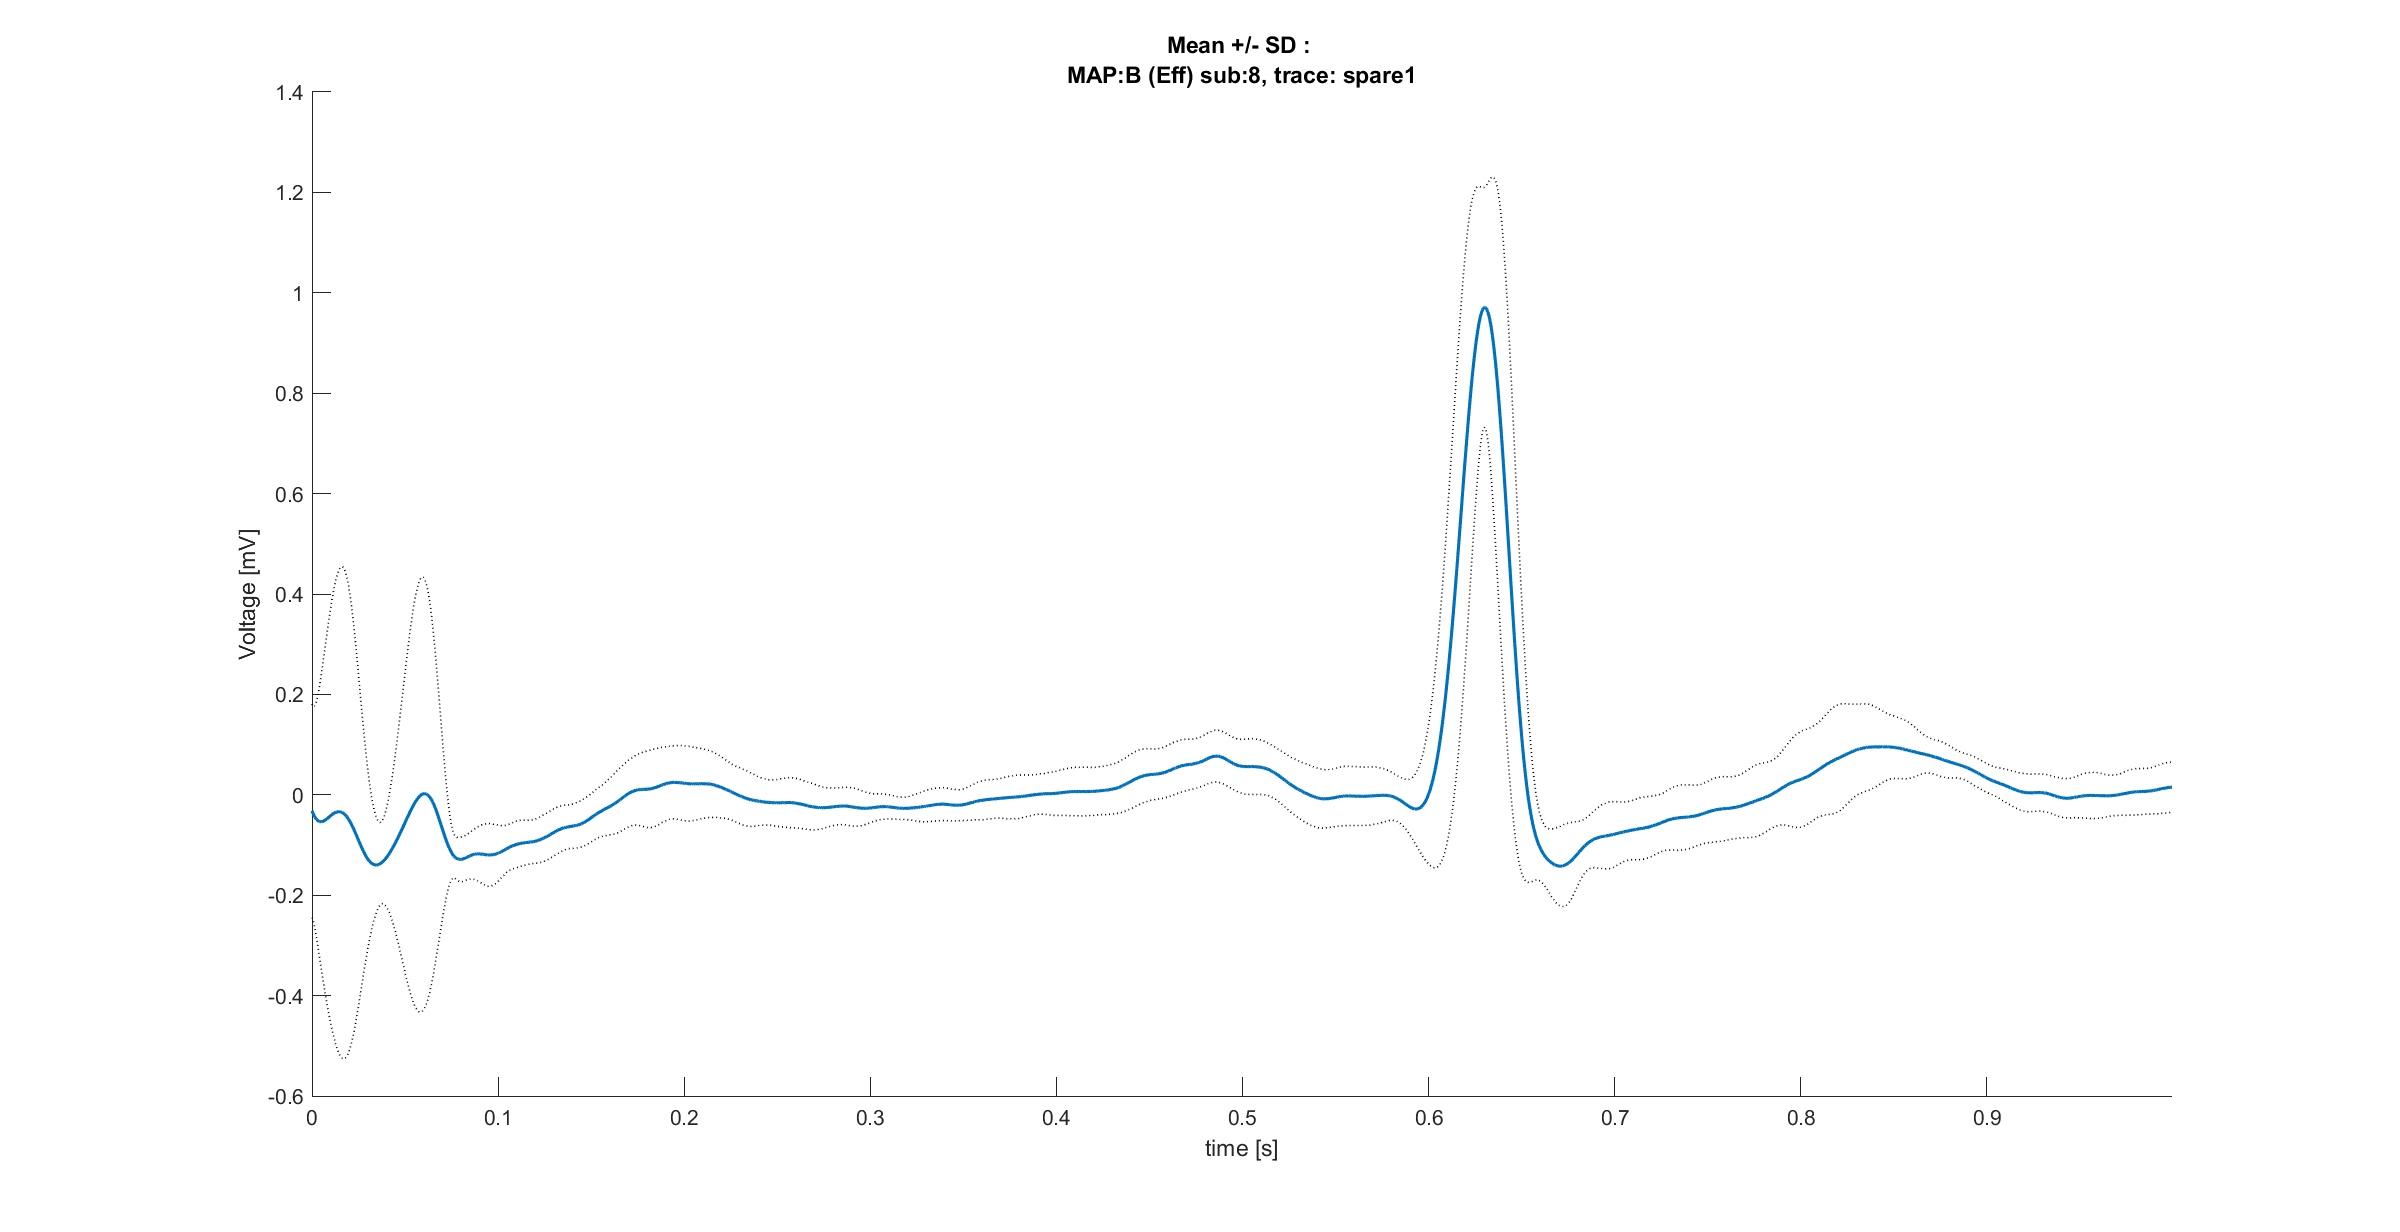 Mean +/- SD :
MAP:B (Eff) sub:8, trace: spare1
1.4
1.2
1
0.8
0.6
0.4
0.2
0
-0.2
-0.4
-0.6
Voltage [mV]
0 0.1 0.2 0.3 0.4 0.5 0.6 0.7 0.8 0.9
time [s]